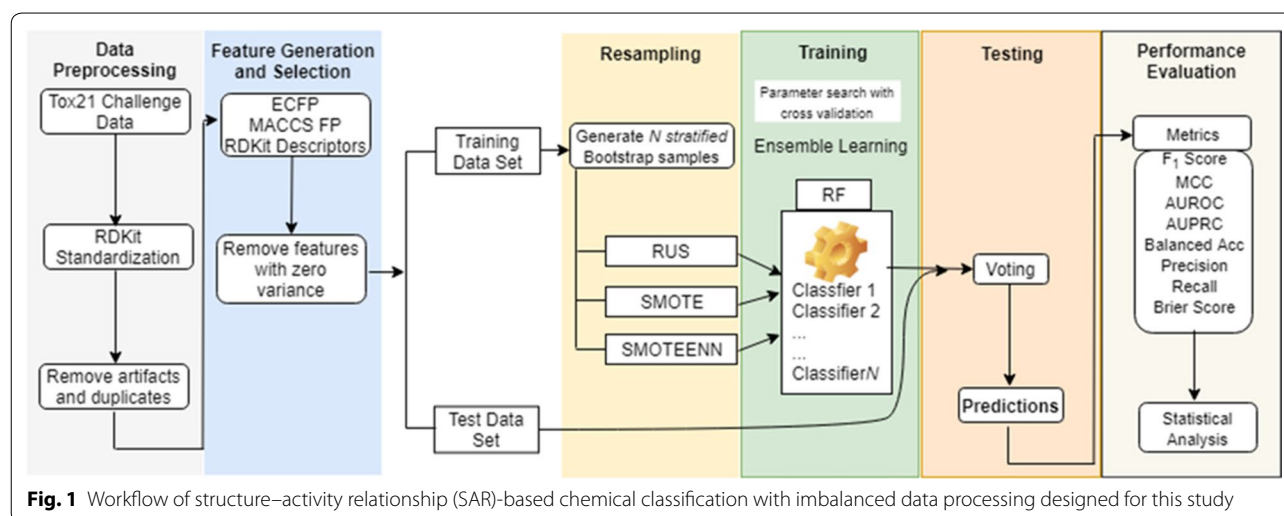 Data
Preprocessing
Tox21 Challenge
Data
RDKit
Standardization
Remove artifacts
and duplicates
Feature Generation
and Selection
ECFP
MACCS FP
RDKit Descriptors
Remove features
with zero
variance
Training
Data Set
Test Data
Set
Resampling
Generate N stratified
Bootstrap samples
RUS
SMOTE
SMOTEENN
Training
Parameter search with
cross validation
Ensemble Learning
RF
Classfier 1
Classifier 2
...
...
ClassifierN
Testing
Voting
Predictions
Performance
Evaluation
Metrics
F1 Score
MCC
AUROC
AUPRC
Balanced Acc
Precision
Recall
Brier Score
Statistical
Analysis
Fig. 1 Workflow of structure–activity relationship (SAR)-based chemical classification with imbalanced data processing designed for this study